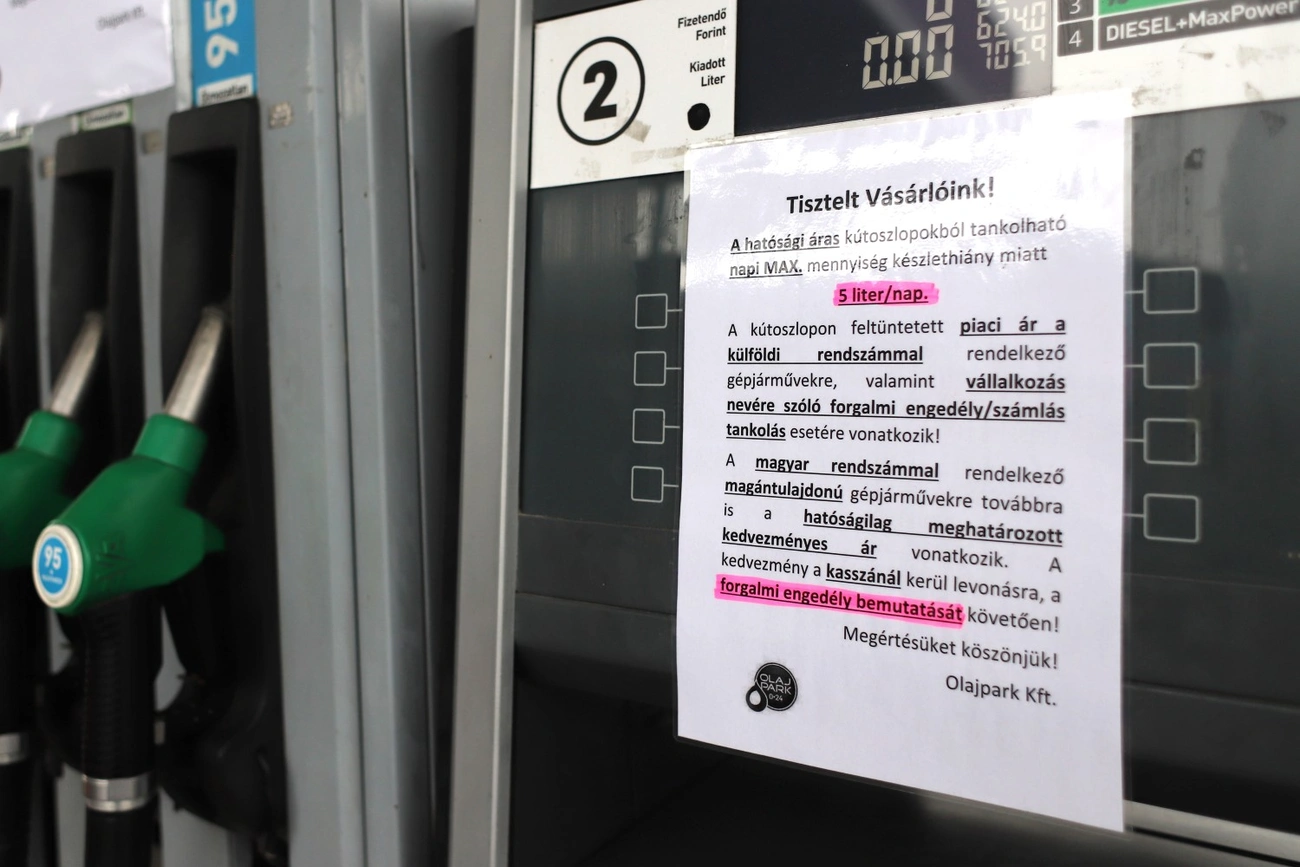 95
2
Fizetendő
Forint
Kiadott
Liter
0.00
624.0
705.9
3
4
DIESEL+MaxPower
Tisztelt Vásárlóink!
A hatósági áras kútoszlopokból tankolható
napi MAX. mennyiség készlethiány miatt
5 liter/nap.
A kútoszlopon feltüntetett piaci ár a
külföldi rendszámmal rendelkező
gépjárművekre, valamint vállalkozás
nevére szóló forgalmi engedély/számlás
tankolás esetére vonatkozik!
A magyar rendszámmal rendelkező
magántulajdonú gépjárművekre továbbra
is a hatóságilag meghatározott
kedvezményes ár vonatkozik. A
kedvezmény a kasszánál kerül levonásra, a
forgalmi engedély bemutatását követően!
Megértésüket köszönjük!
Olajpark Kft.
OLAJ
PARK
0-24
95